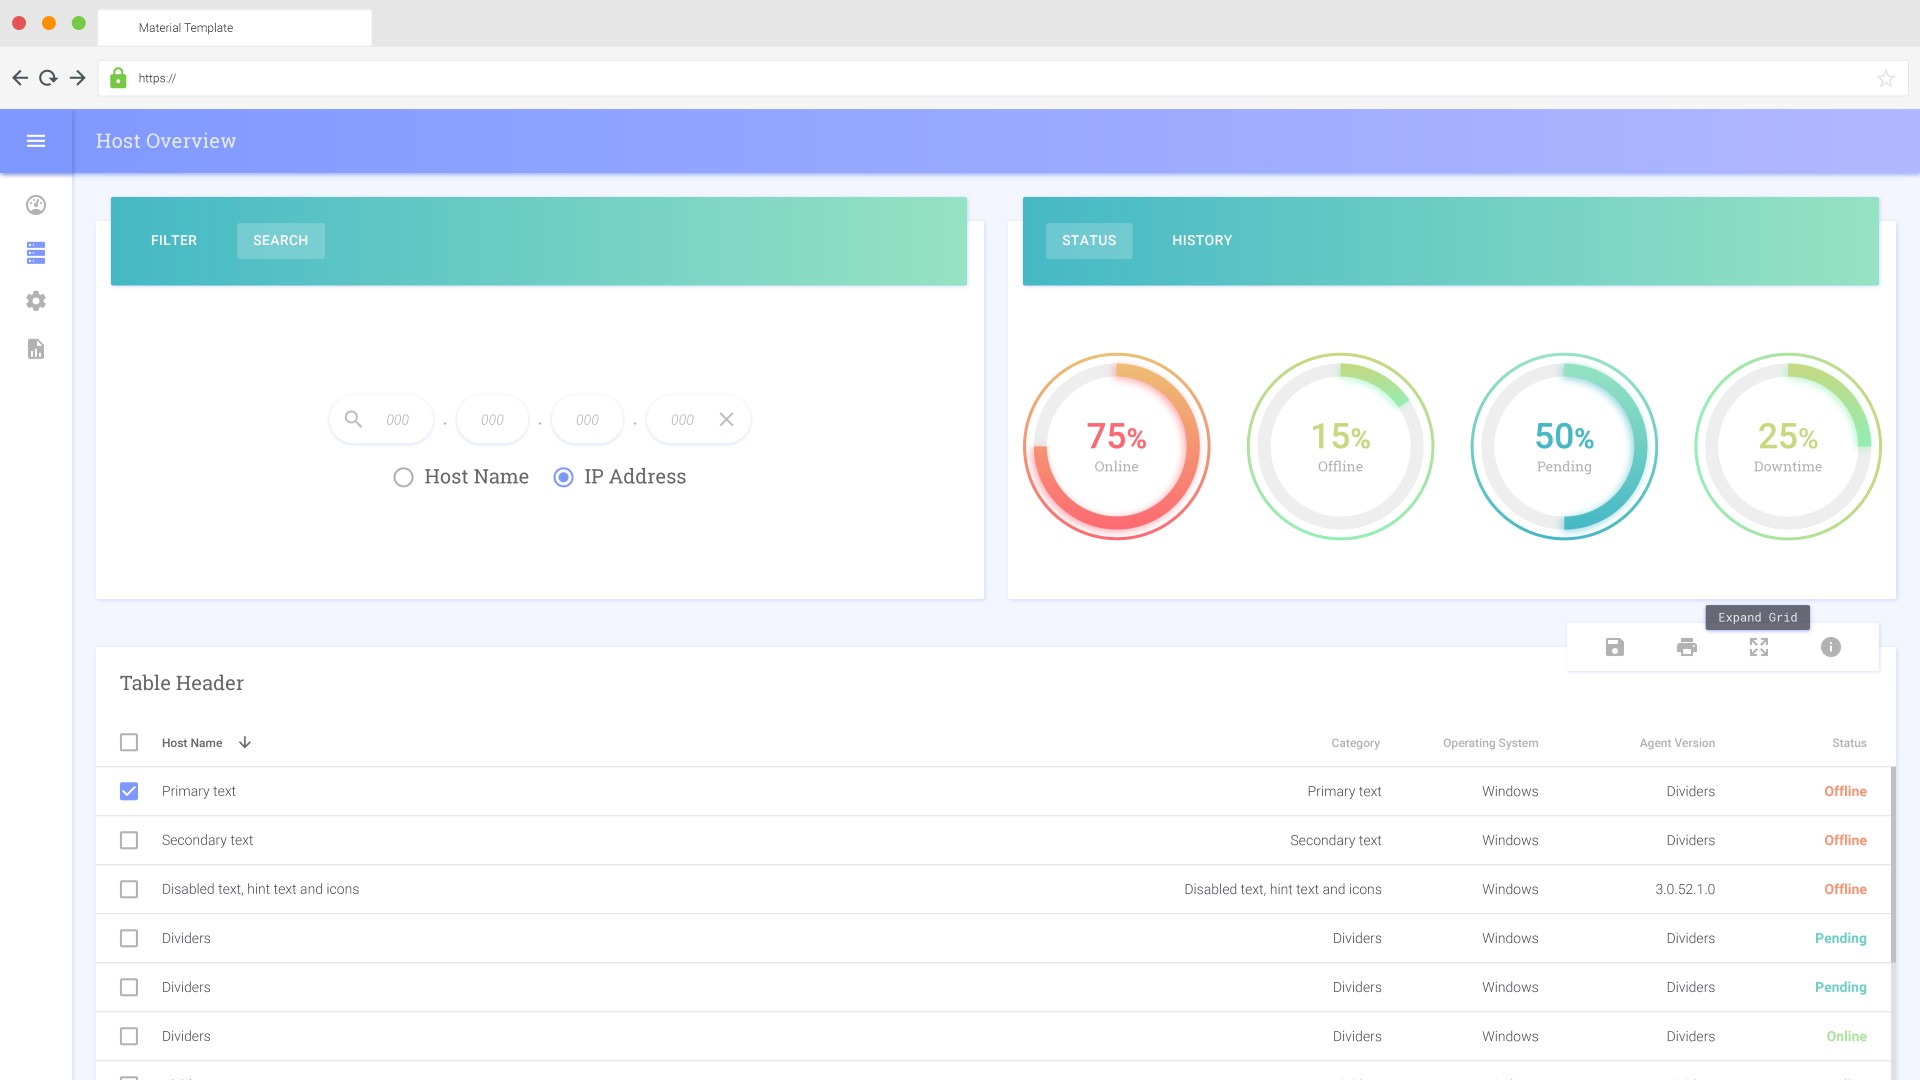 Material Template
https://
Host Overview
FILTER SEARCH
STATUS HISTORY
000 . 000 . 000 . 000
Host Name IP Address
75% 15% 50% 25%
Online Offline Pending Downtime
Expand Grid
Table Header
Host Name Category Operating System Agent Version Status
Primary text Primary text Windows Dividers Offline
Secondary text Secondary text Windows Dividers Offline
Disabled text, hint text and icons Disabled text, hint text and icons Windows 3.0.52.1.0 Offline
Dividers Dividers Windows Dividers Pending
Dividers Dividers Windows Dividers Pending
Dividers Dividers Windows Dividers Online